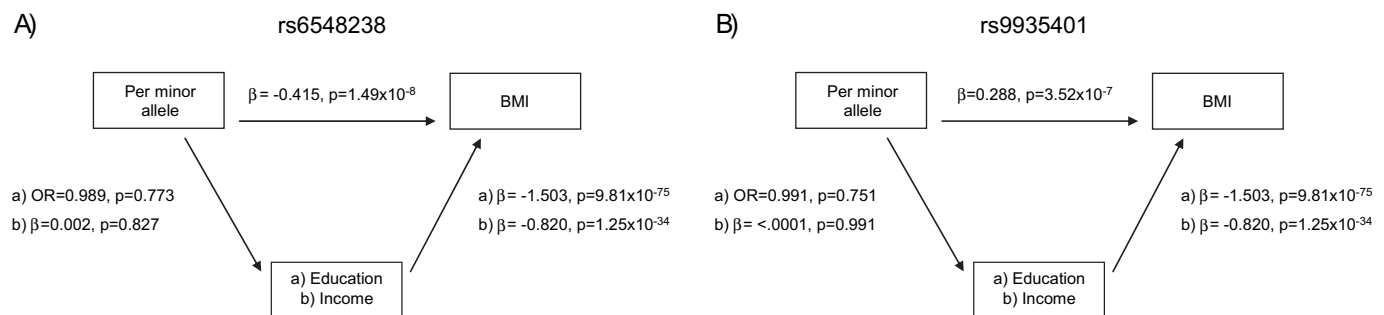 A)
rs6548238
Per minor
allele
β= -0.415, p=1.49x10⁻⁸
BMI
a) OR=0.989, p=0.773
b) β=0.002, p=0.827
a) β= -1.503, p=9.81x10⁻⁷⁵
b) β= -0.820, p=1.25x10⁻³⁴
a) Education
b) Income
B)
rs9935401
Per minor
allele
β=0.288, p=3.52x10⁻⁷
BMI
a) OR=0.991, p=0.751
b) β= <.0001, p=0.991
a) β= -1.503, p=9.81x10⁻⁷⁵
b) β= -0.820, p=1.25x10⁻³⁴
a) Education
b) Income